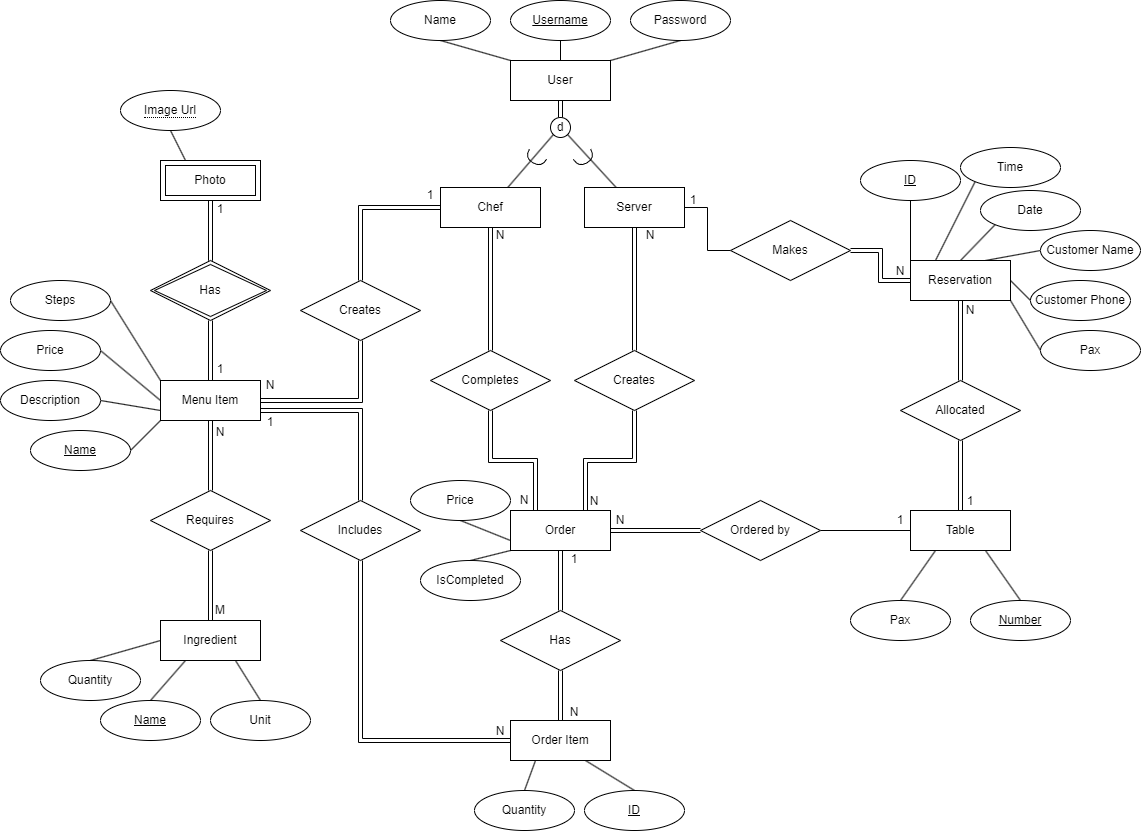 Name
Username
Password
User
Image Url
d
Photo
ID
Time
Date
Customer Name
Customer Phone
Pax
1
Chef
Server
1
1
N
N
Makes
N
Reservation
N
Has
Creates
Steps
Price
Description
Name
1
Menu Item
N
1
N
Completes
Creates
Allocated
Requires
Includes
Price
IsCompleted
N
N
Order
N
1
Ordered by
1
1
Table
Pax
Number
M
Ingredient
Quantity
Name
Unit
Has
N
N
Order Item
Quantity
ID